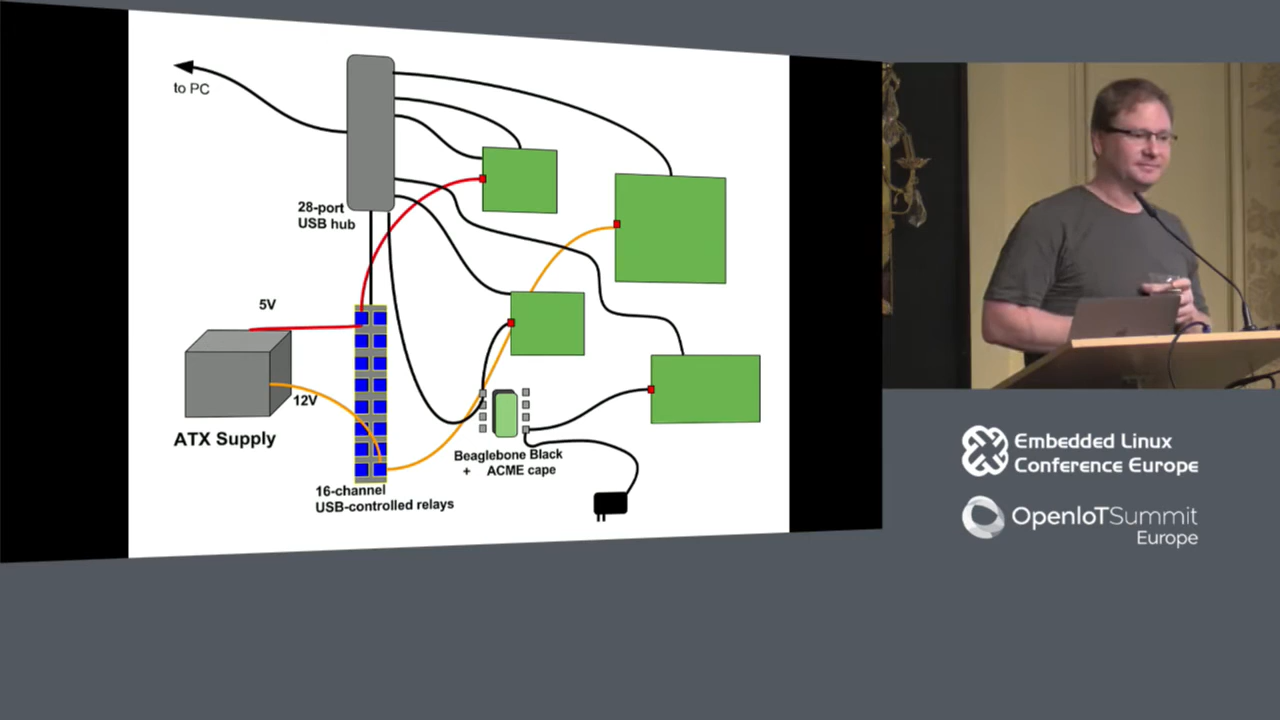 to PC
28-port
USB hub
5V
12V
ATX Supply
Beaglebone Black
+ ACME cape
16-channel
USB-controlled relays
Embedded Linux
Conference Europe
OpenIoTSummit
Europe